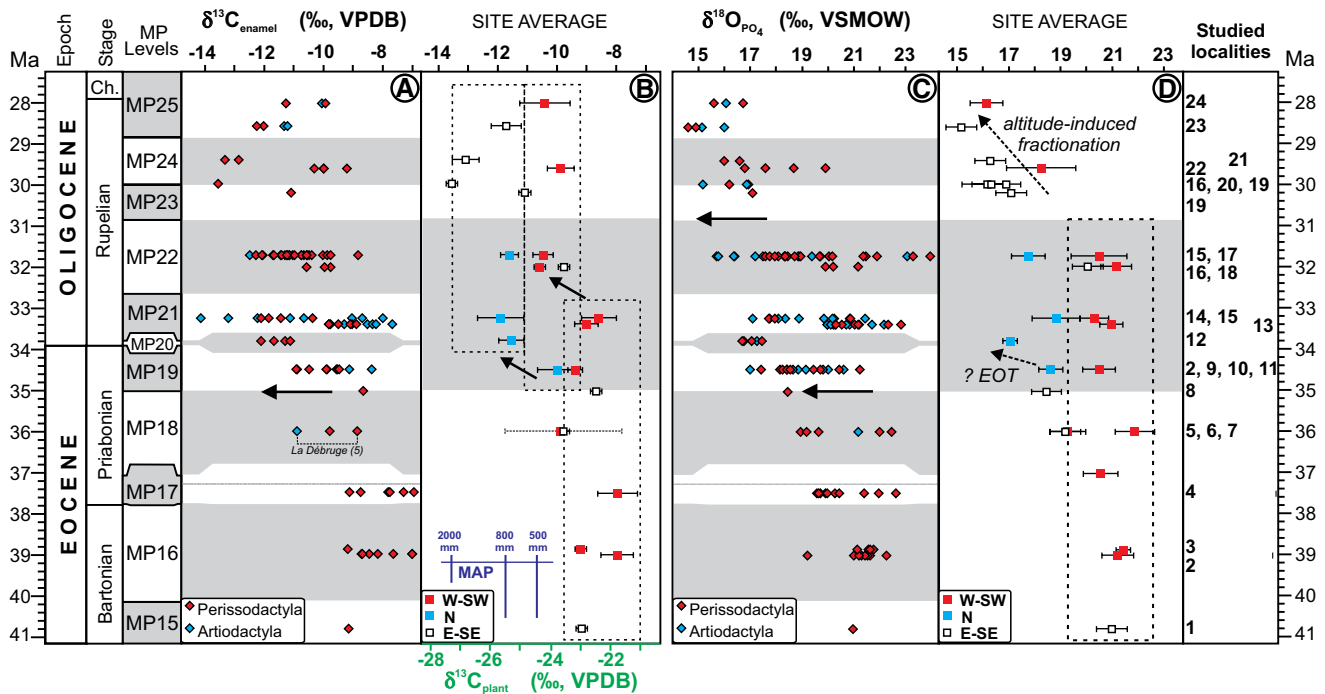 δ13Cenamel (‰, VPDB)
SITE AVERAGE
δ18OPO4 (‰, VSMOW)
SITE AVERAGE
Studied localities
Ma
Epoch
Stage
MP Levels
-14 -12 -10 -8
-14 -12 -10 -8
15 17 19 21 23
15 17 19 21 23
Ma
A
B
C
D
28
29
30
31
32
33
34
35
36
37
38
39
40
41
OLIGOCENE
EOCENE
Ch.
Rupelian
Priabonian
Bartonian
MP25
MP24
MP23
MP22
MP21
MP20
MP19
MP18
MP17
MP16
MP15
La Débruge (5)
Perissodactyla
Artiodactyla
2000 mm
800 mm
500 mm
MAP
W-SW
N
E-SE
-28 -26 -24 -22
δ13Cplant (‰, VPDB)
Perissodactyla
Artiodactyla
altitude-induced
fractionation
? EOT
W-SW
N
E-SE
24
23
21
22
16, 20, 19
19
15, 17
16, 18
14, 15
13
12
2, 9, 10, 11
8
5, 6, 7
4
3
2
1
28
29
30
31
32
33
34
35
36
37
38
39
40
41